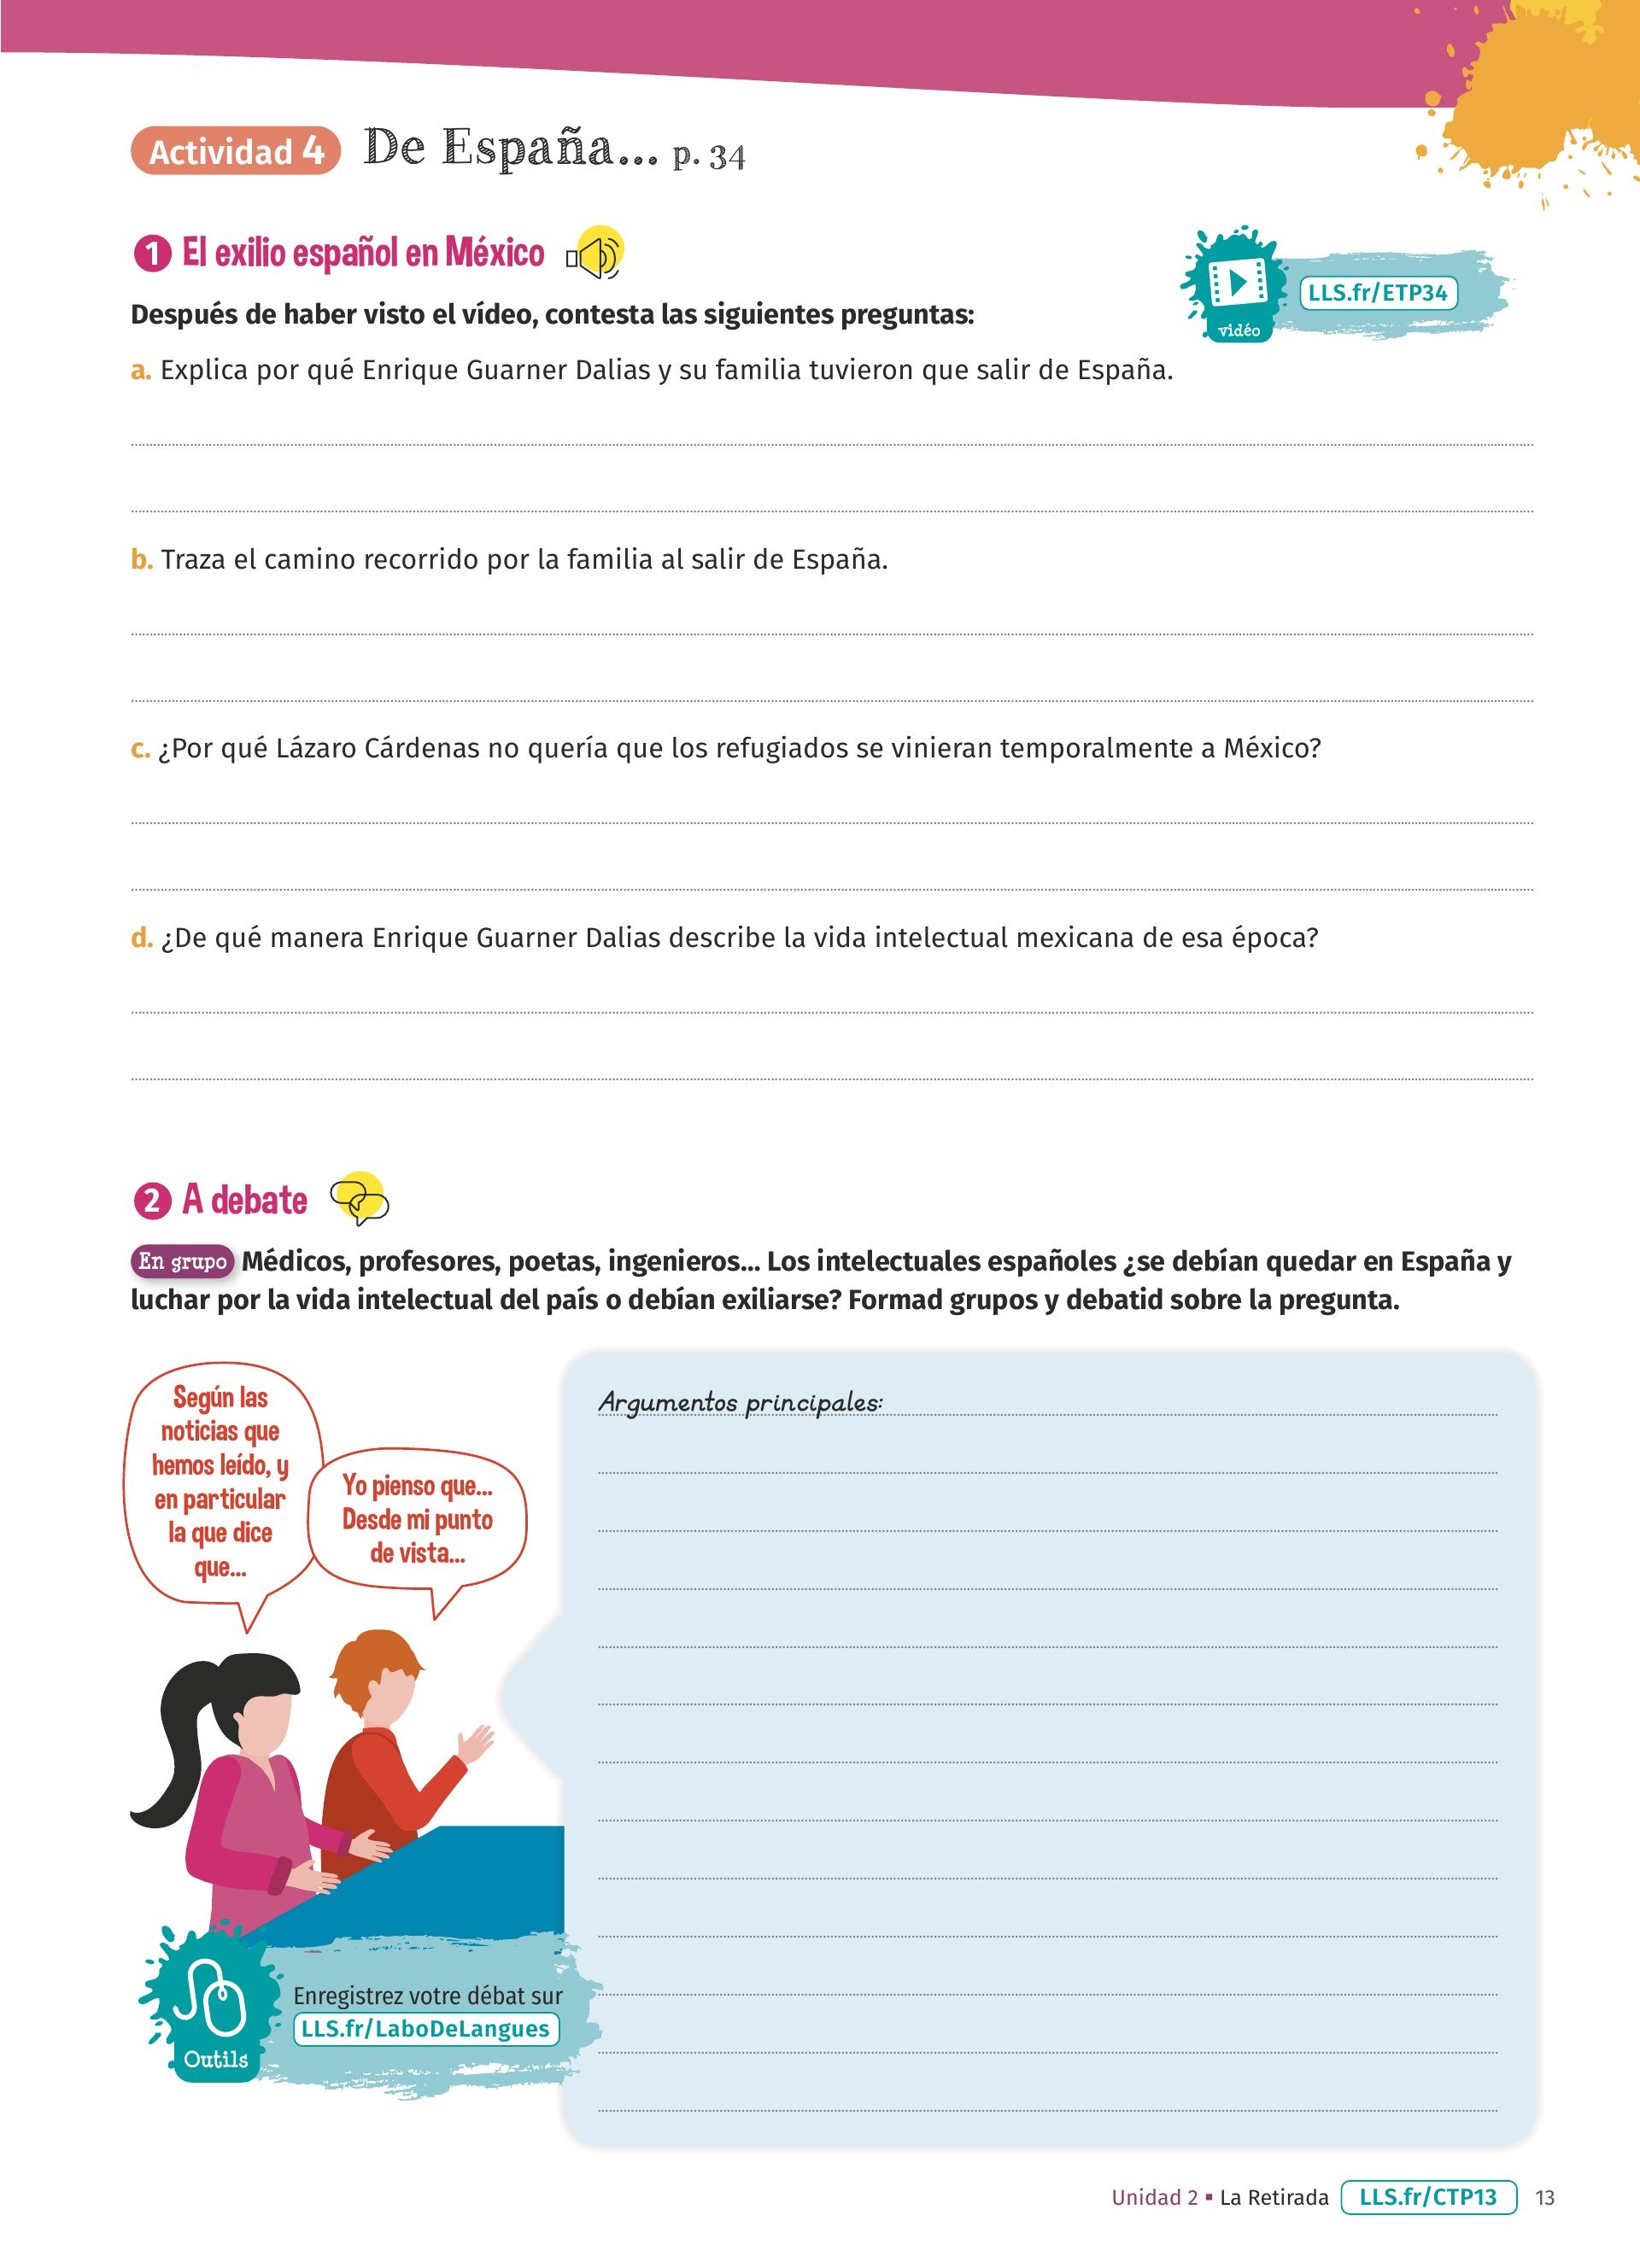 Actividad 4 De España... p. 34
1 El exilio español en México
vidéo LLS.fr/ETP34
Después de haber visto el vídeo, contesta las siguientes preguntas:
a. Explica por qué Enrique Guarner Dalias y su familia tuvieron que salir de España.
b. Traza el camino recorrido por la familia al salir de España.
c. ¿Por qué Lázaro Cárdenas no quería que los refugiados se vinieran temporalmente a México?
d. ¿De qué manera Enrique Guarner Dalias describe la vida intelectual mexicana de esa época?
2 A debate
En grupo Médicos, profesores, poetas, ingenieros... Los intelectuales españoles ¿se debían quedar en España y
luchar por la vida intelectual del país o debían exiliarse? Formad grupos y debatid sobre la pregunta.
Según las
noticias que
hemos leído, y
en particular
la que dice
que...
Yo pienso que...
Desde mi punto
de vista...
Argumentos principales:
Outils
Enregistrez votre débat sur
LLS.fr/LaboDeLangues
Unidad 2 ▪ La Retirada LLS.fr/CTP13 13